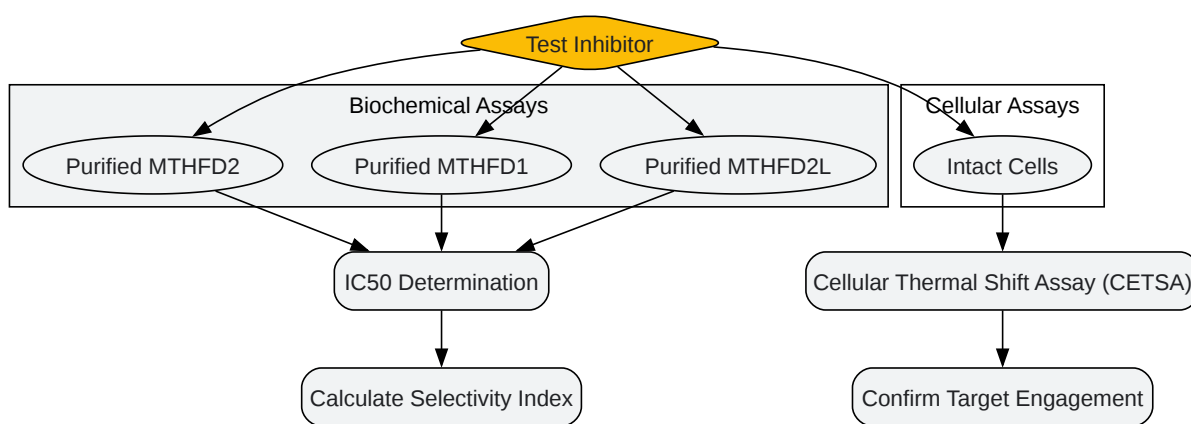 Test Inhibitor
Biochemical Assays
Cellular Assays
Purified MTHFD2
Purified MTHFD1
Purified MTHFD2L
Intact Cells
IC50 Determination
Cellular Thermal Shift Assay (CETSA)
Calculate Selectivity Index
Confirm Target Engagement